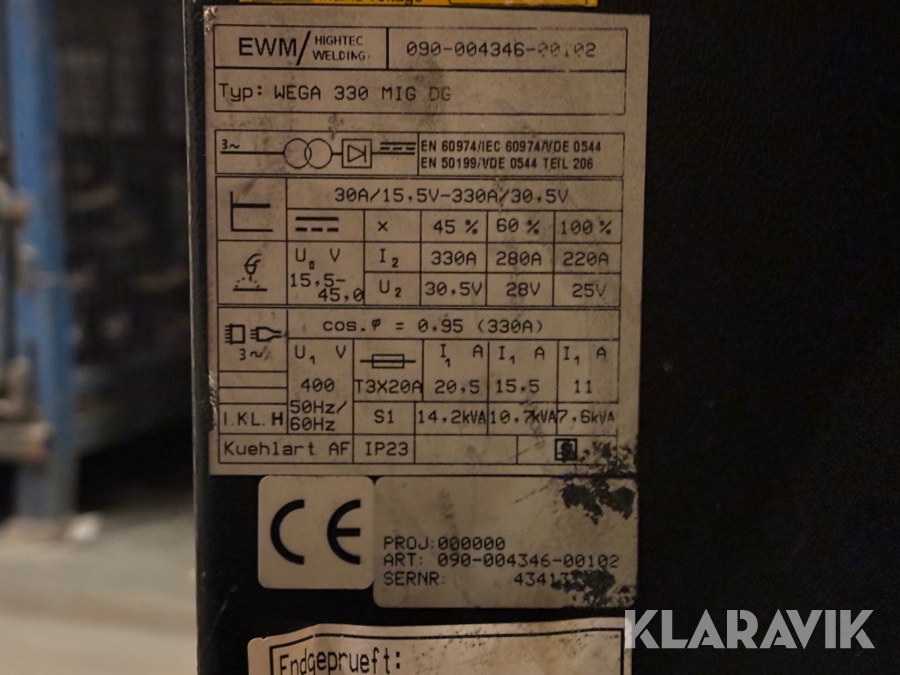 EWM/ HIGHTEC WELDING. 090-004346-00102
Typ: WEGA 330 MIG DG
3~ EN 60974/IEC 60974/VDE 0544
EN 50199/VDE 0544 TEIL 206
30A/15,5V-330A/30,5V
X 45 % 60 % 100 %
U0 V I2 330A 280A 220A
15,5-45,0 U2 30,5V 28V 25V
cos.φ = 0,95 (330A)
3~ U1 V I1 A I1 A I1 A
400 T3X20A 20,5 15,5 11
I.KL. H 50Hz/60Hz S1 14,2kVA 10,7kVA 7,6kVA
Kuehlart AF IP23
CE
PROJ:000000
ART: 090-004346-00102
SERNR:
KLARAVIK
Endgeprueft: